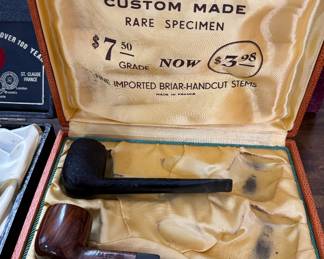 CUSTOM MADE
RARE SPECIMEN
$7.50
GRADE NOW $3.98
IMPORTED BRIAR-HANDCUT STEMS
MADE IN FRANCE
OVER 100 YEAR
ST. CLAUDE
FRANCE